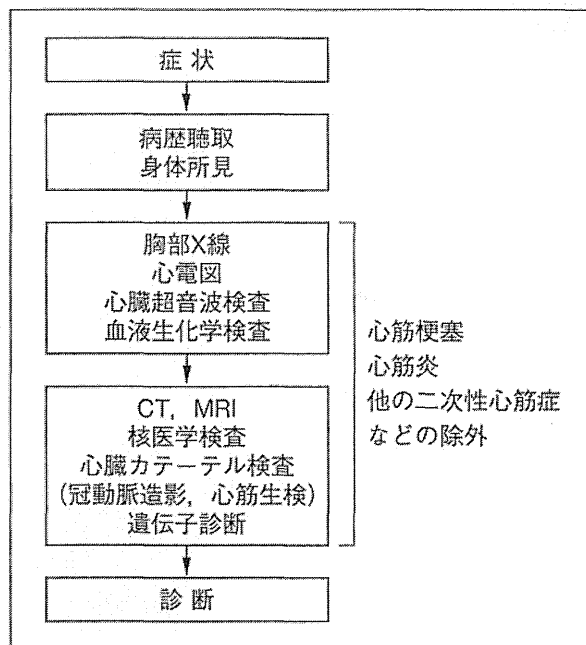 症状
病歴聴取
身体所見
胸部X線
心電図
心臓超音波検査
血液生化学検査
心筋梗塞
心筋炎
他の二次性心筋症
などの除外
CT, MRI
核医学検査
心臓カテーテル検査
(冠動脈造影, 心筋生検)
遺伝子診断
診断